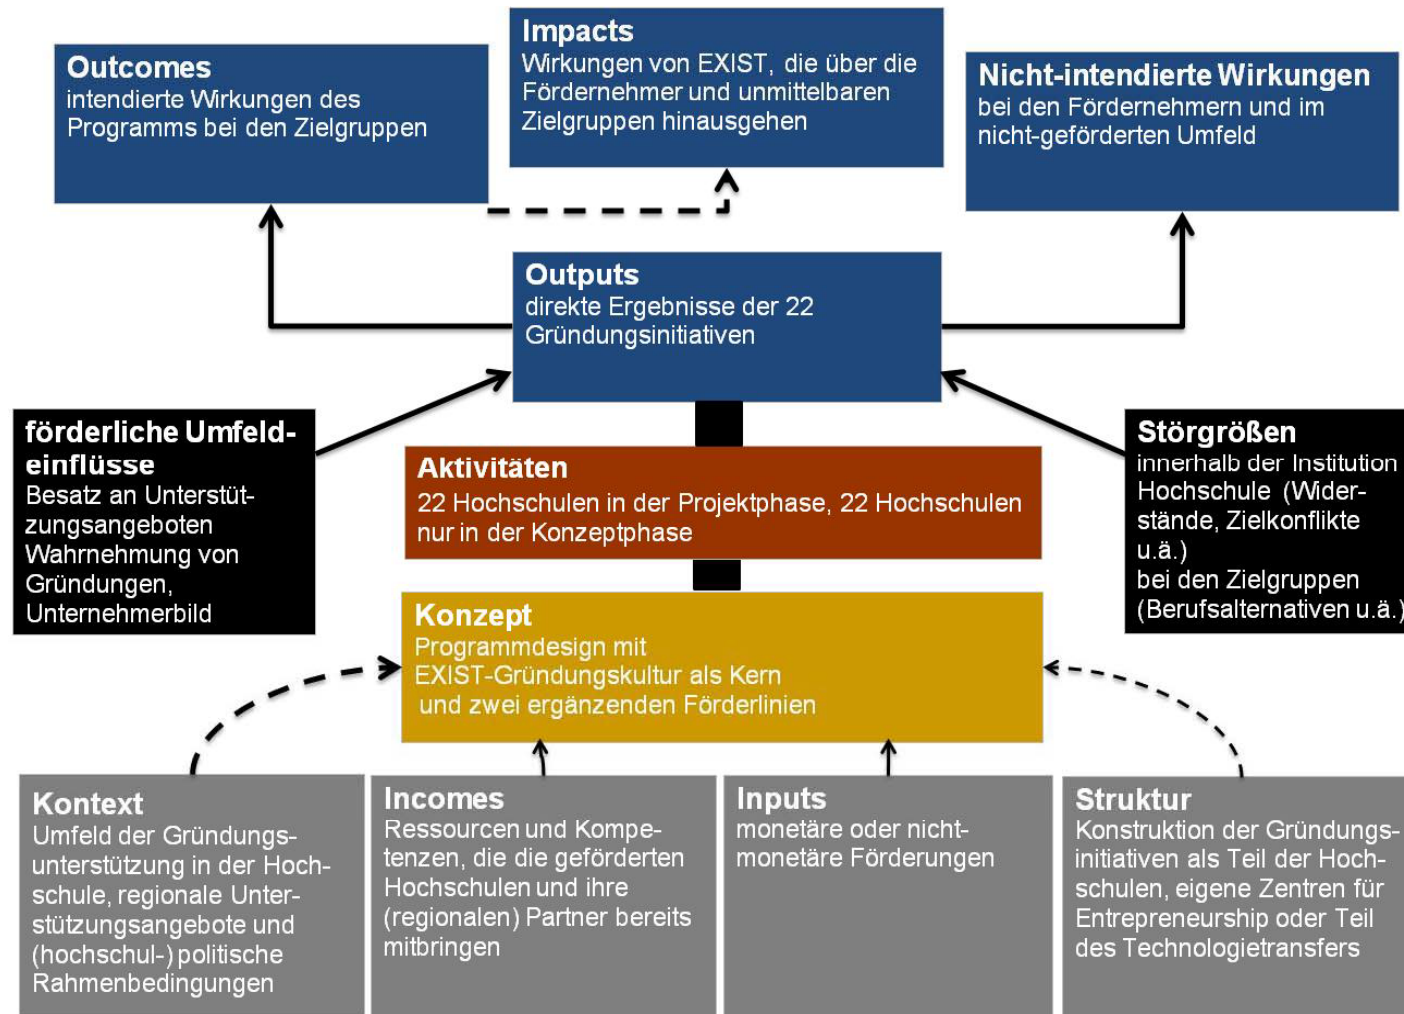 Outcomes
intendierte Wirkungen des
Programms bei den Zielgruppen
Impacts
Wirkungen von EXIST, die über die
Fördernehmer und unmittelbaren
Zielgruppen hinausgehen
Nicht-intendierte Wirkungen
bei den Fördernehmern und im
nicht-geförderten Umfeld
Outputs
direkte Ergebnisse der 22
Gründungsinitiativen
förderliche Umfeld-
einflüsse
Besatz an Unterstüt-
zungsangeboten
Wahrnehmung von
Gründungen,
Unternehmerbild
Aktivitäten
22 Hochschulen in der Projektphase, 22 Hochschulen
nur in der Konzeptphase
Störgrößen
innerhalb der Institution
Hochschule (Wider-
stände, Zielkonflikte
u.ä.)
bei den Zielgruppen
(Berufsalternativen u.ä.)
Konzept
Programmdesign mit
EXIST-Gründungskultur als Kern
und zwei ergänzenden Förderlinien
Kontext
Umfeld der Gründungs-
unterstützung in der Hoch-
schule, regionale Unter-
stützungsangebote und
(hochschul-) politische
Rahmenbedingungen
Incomes
Ressourcen und Kompe-
tenzen, die die geförderten
Hochschulen und ihre
(regionalen) Partner bereits
mitbringen
Inputs
monetäre oder nicht-
monetäre Förderungen
Struktur
Konstruktion der Gründungs-
initiativen als Teil der Hoch-
schulen, eigene Zentren für
Entrepreneurship oder Teil
des Technologietransfers